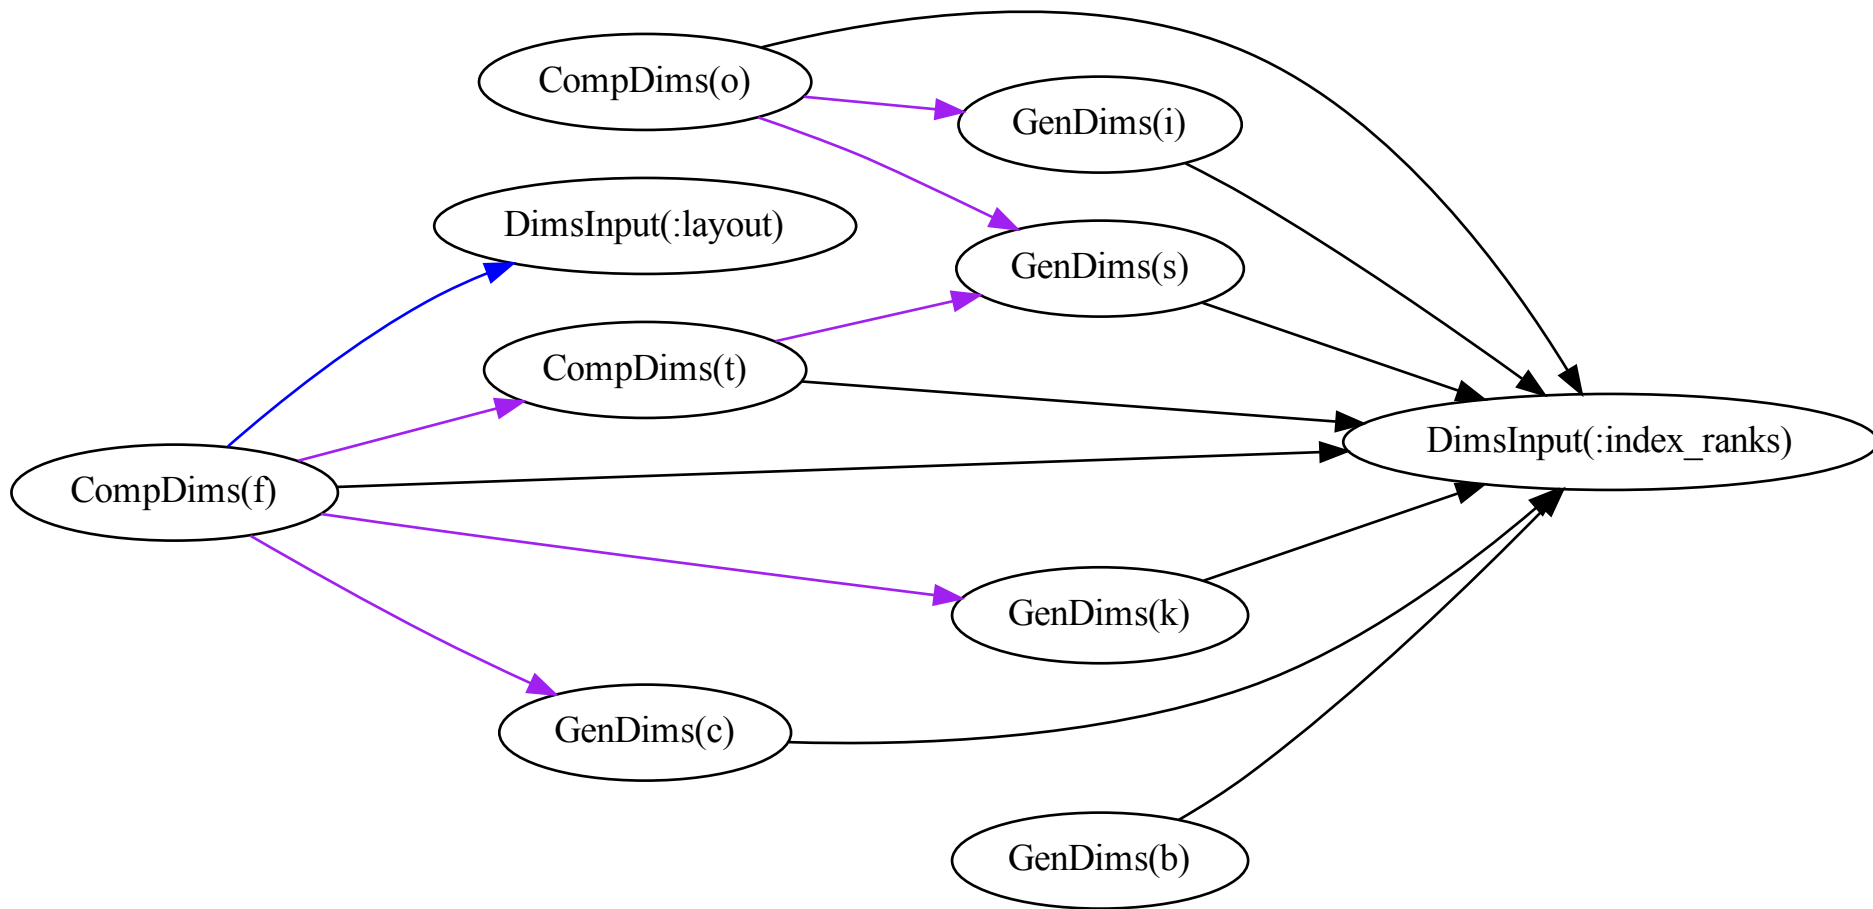 CompDims(o)
GenDims(i)
DimsInput(:layout)
GenDims(s)
CompDims(t)
DimsInput(:index_ranks)
CompDims(f)
GenDims(k)
GenDims(c)
GenDims(b)